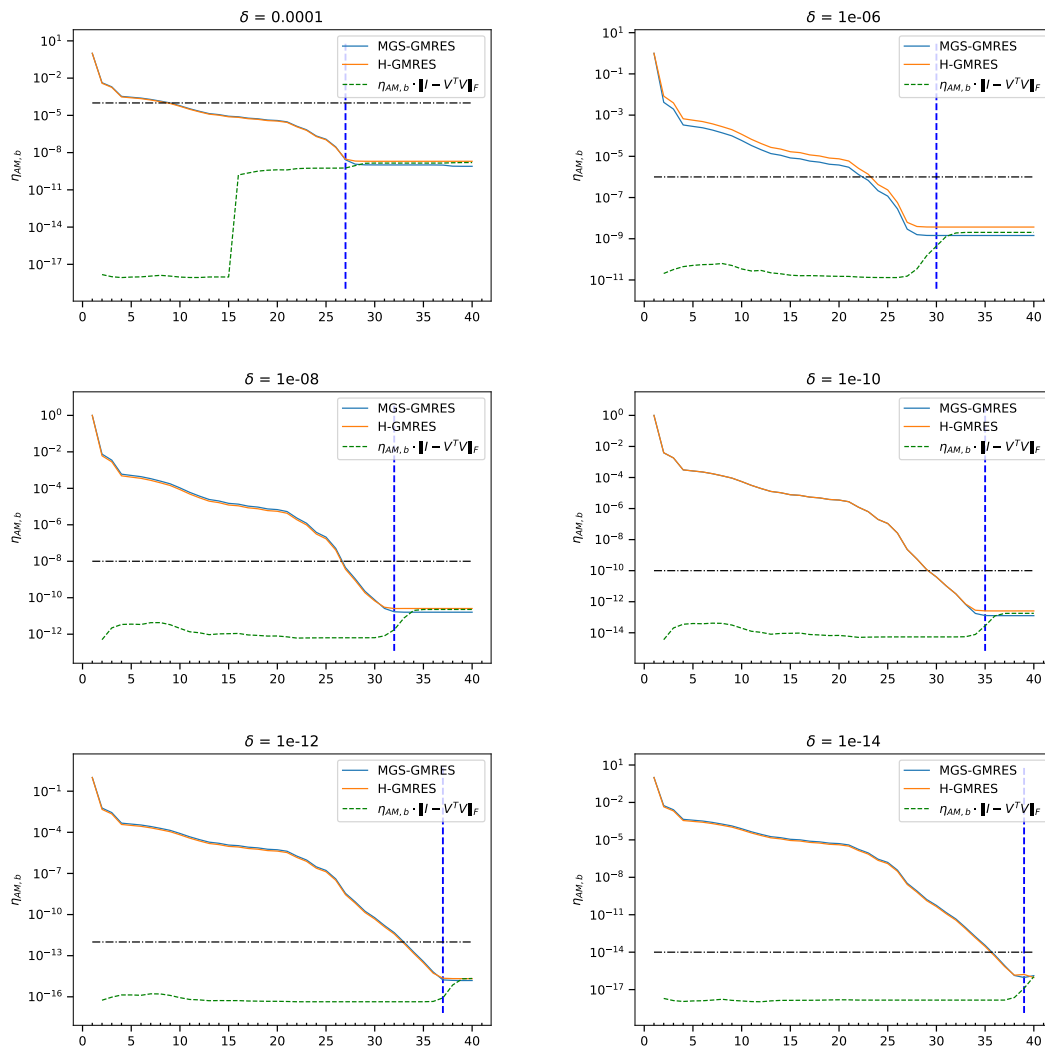 δ = 0.0001
10¹
10⁻²
10⁻⁵
10⁻⁸
10⁻¹¹
10⁻¹⁴
10⁻¹⁷
η_{AM,b}
MGS-GMRES
H-GMRES
η_{AM,b} · ‖I − VᵀV‖_F
0 5 10 15 20 25 30 35 40
δ = 1e-06
10¹
10⁻¹
10⁻³
10⁻⁵
10⁻⁷
10⁻⁹
10⁻¹¹
η_{AM,b}
MGS-GMRES
H-GMRES
η_{AM,b} · ‖I − VᵀV‖_F
0 5 10 15 20 25 30 35 40
δ = 1e-08
10⁰
10⁻²
10⁻⁴
10⁻⁶
10⁻⁸
10⁻¹⁰
10⁻¹²
η_{AM,b}
MGS-GMRES
H-GMRES
η_{AM,b} · ‖I − VᵀV‖_F
0 5 10 15 20 25 30 35 40
δ = 1e-10
10⁰
10⁻²
10⁻⁴
10⁻⁶
10⁻⁸
10⁻¹⁰
10⁻¹²
10⁻¹⁴
η_{AM,b}
MGS-GMRES
H-GMRES
η_{AM,b} · ‖I − VᵀV‖_F
0 5 10 15 20 25 30 35 40
δ = 1e-12
10⁻¹
10⁻⁴
10⁻⁷
10⁻¹⁰
10⁻¹³
10⁻¹⁶
η_{AM,b}
MGS-GMRES
H-GMRES
η_{AM,b} · ‖I − VᵀV‖_F
0 5 10 15 20 25 30 35 40
δ = 1e-14
10¹
10⁻²
10⁻⁵
10⁻⁸
10⁻¹¹
10⁻¹⁴
10⁻¹⁷
η_{AM,b}
MGS-GMRES
H-GMRES
η_{AM,b} · ‖I − VᵀV‖_F
0 5 10 15 20 25 30 35 40